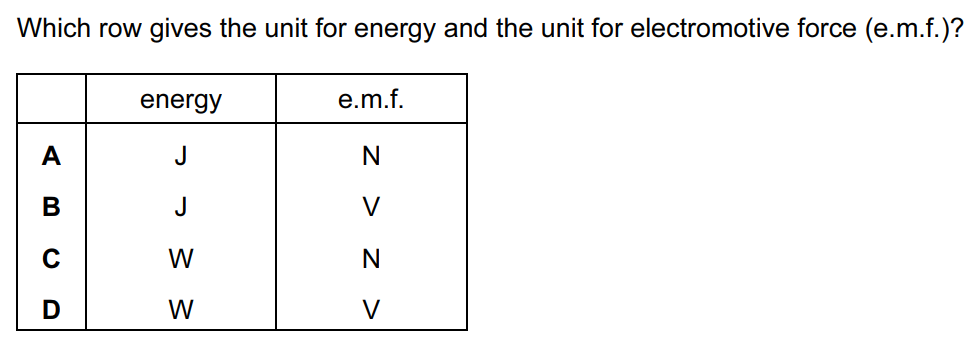 Which row gives the unit for energy and the unit for electromotive force (e.m.f.)?
energy e.m.f.
A J N
B J V
C W N
D W V